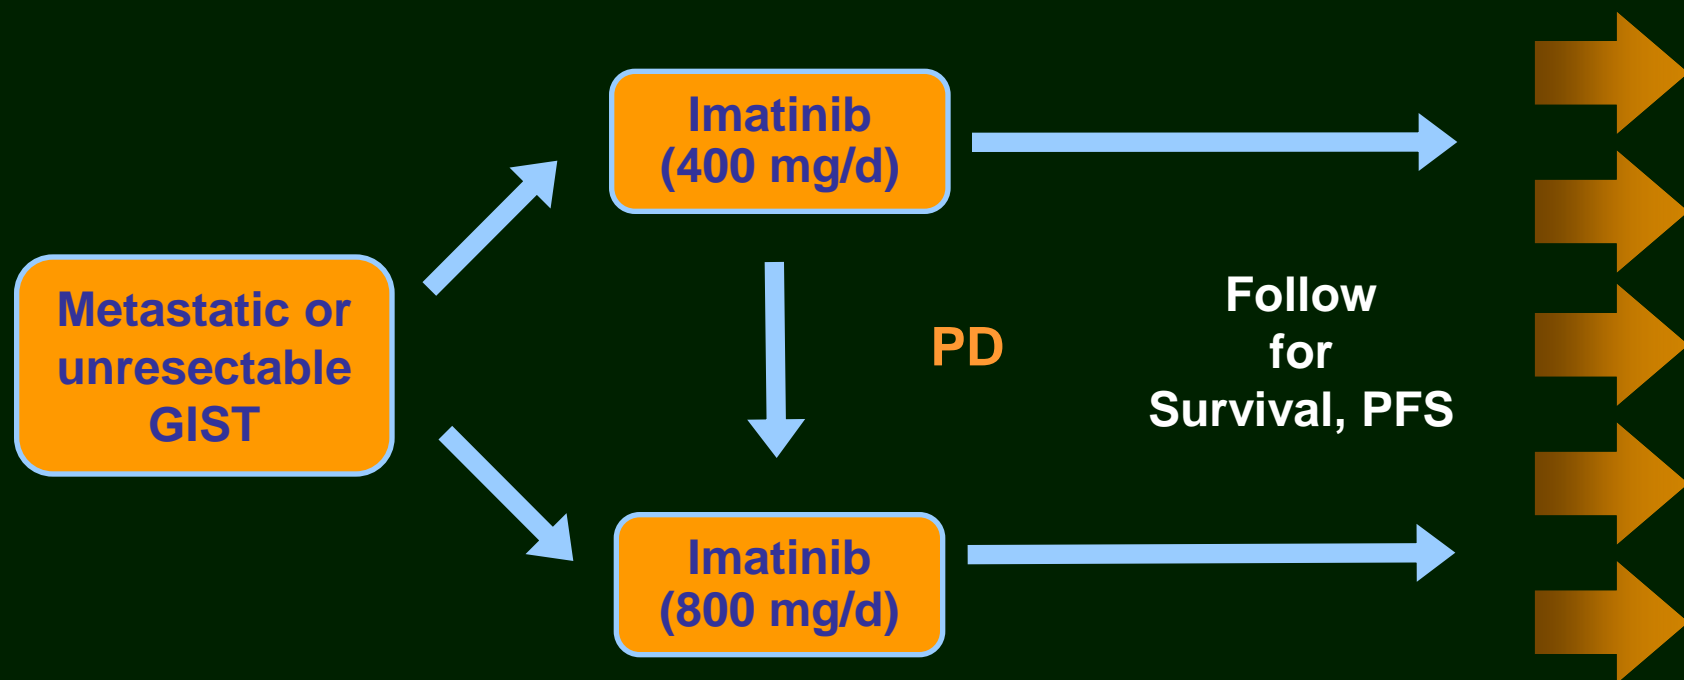 Metastatic or
unresectable
GIST
Imatinib
(400 mg/d)
PD
Imatinib
(800 mg/d)
Follow
for
Survival, PFS